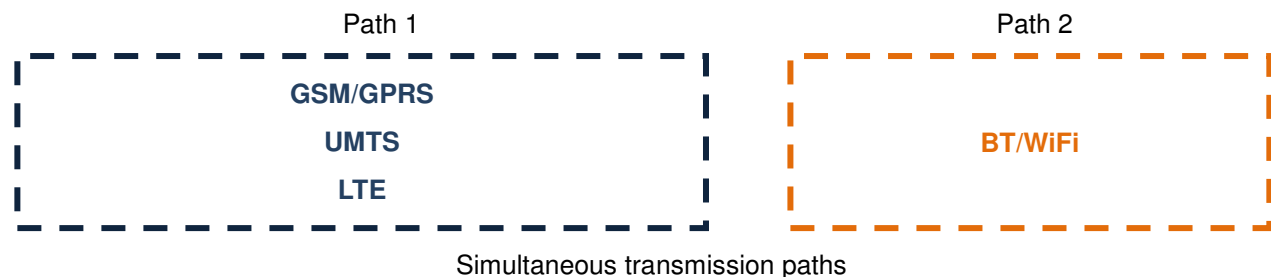 Path 1
Path 2
GSM/GPRS
UMTS
LTE
BT/WiFi
Simultaneous transmission paths